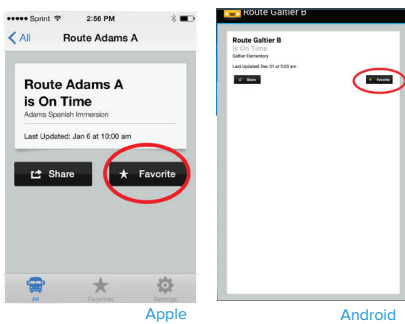 Sprint 2:56 PM
All Route Adams A
Route Adams A
is On Time
Adams Spanish Immersion
Last Updated: Jan 6 at 10:00 am
Share Favorite
All Favorites Settings
Apple
Route Galtier B
Route Galtier B
is On Time
Galtier Elementary
Last Updated: Dec 31 at 5:00 am
Share Favorite
Android